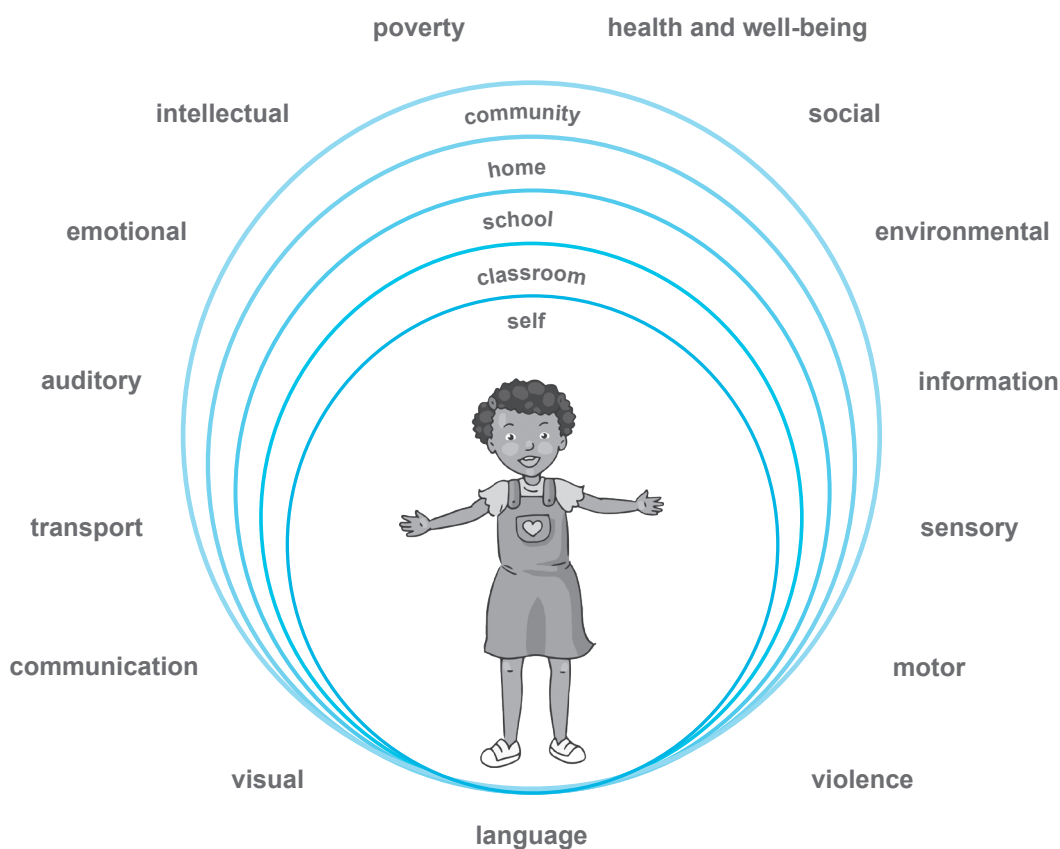 poverty
health and well-being
intellectual
community
social
home
school
emotional
environmental
classroom
self
auditory
information
transport
sensory
communication
motor
visual
violence
language